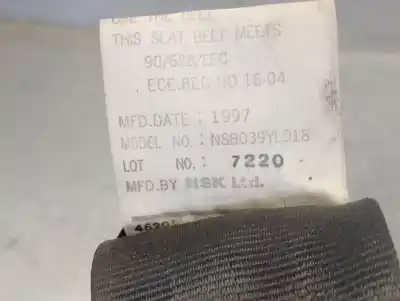 THIS SEAT BELT MEETS
90/628/EEC
ECE.REG NO 16-04
MFD.DATE: 1997
MODEL NO.: NSB039YL018
LOT NO.: 7220
MFD.BY NSK Ltd.